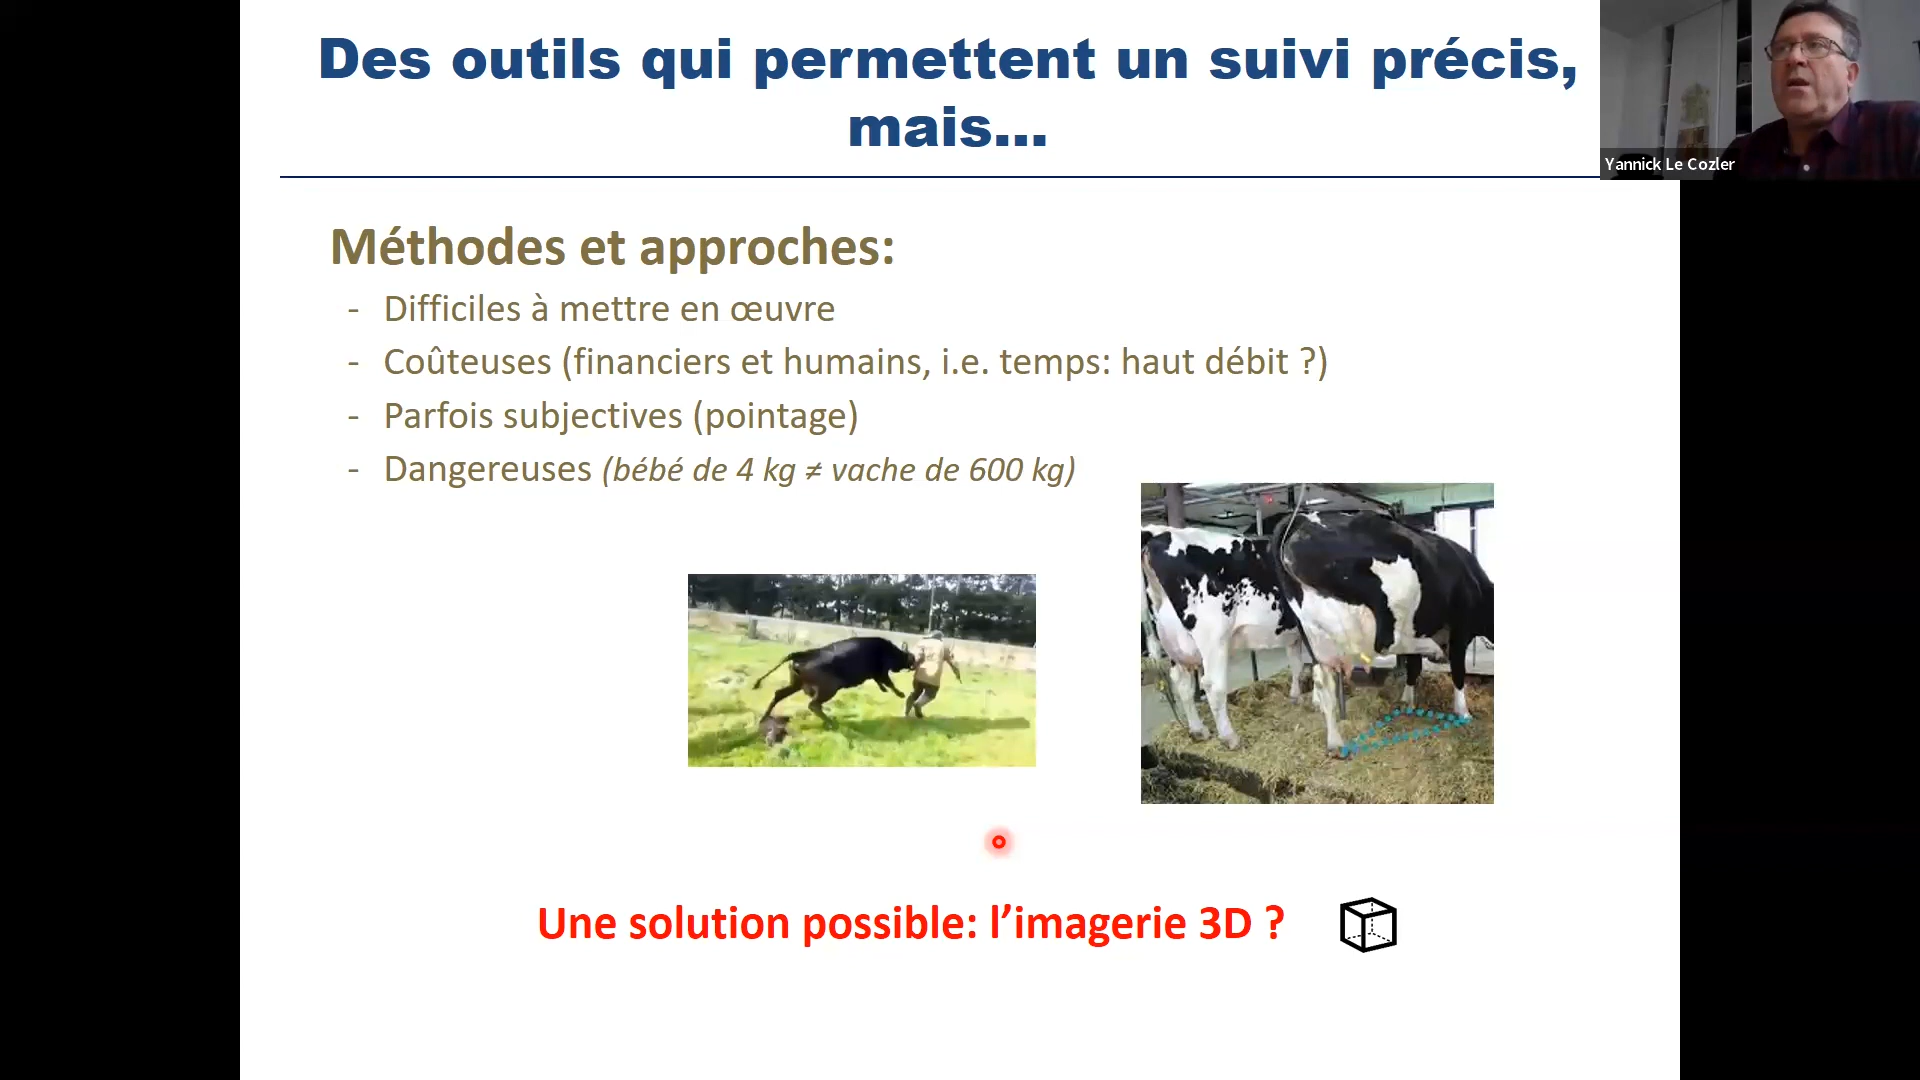 Des outils qui permettent un suivi précis,
mais...
Yannick Le Cozler
Méthodes et approches:
- Difficiles à mettre en œuvre
- Coûteuses (financiers et humains, i.e. temps: haut débit ?)
- Parfois subjectives (pointage)
- Dangereuses (bébé de 4 kg ≠ vache de 600 kg)
Une solution possible: l’imagerie 3D ?